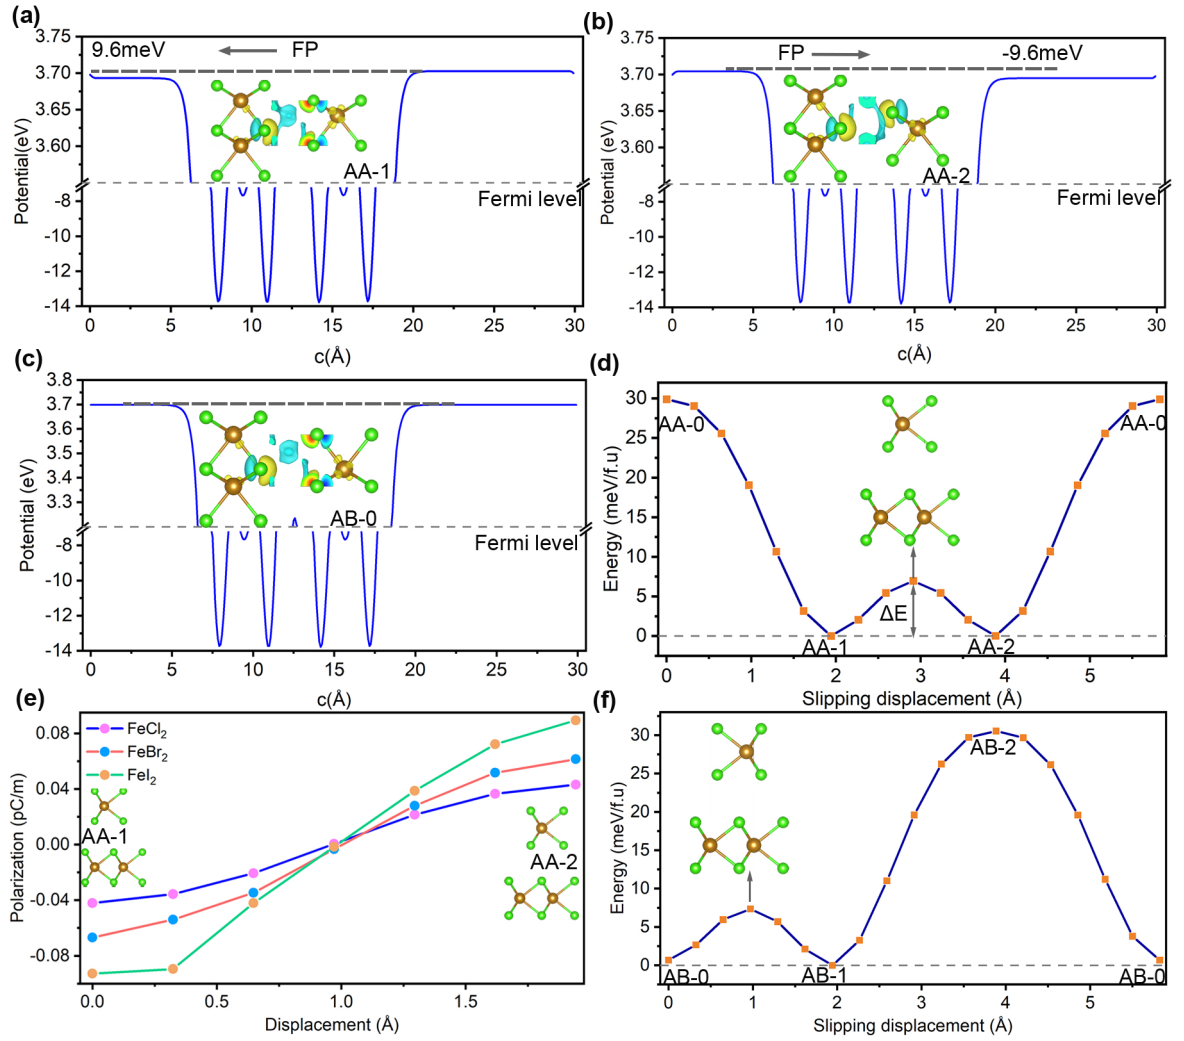 (a)
3.75
3.70
3.65
3.60
-8
-10
-12
-14
Potential(eV)
9.6meV
FP
AA-1
Fermi level
0
5
10
15
20
25
30
c(Å)
(b)
3.75
3.70
3.65
3.60
-8
-10
-12
-14
Potential (eV)
FP
-9.6meV
AA-2
Fermi level
0
5
10
15
20
25
30
c(Å)
(c)
3.8
3.7
3.6
3.5
3.4
3.3
-8
-10
-12
-14
Potential (eV)
AB-0
Fermi level
0
5
10
15
20
25
30
c(Å)
(d)
30
25
20
15
10
5
0
Energy (meV/f.u)
AA-0
AA-0
ΔE
AA-1
AA-2
0
1
2
3
4
5
Slipping displacement (Å)
(e)
0.08
0.04
0.00
-0.04
-0.08
Polarization (pC/m)
FeCl2
FeBr2
FeI2
AA-1
AA-2
0.0
0.5
1.0
1.5
Displacement (Å)
(f)
30
25
20
15
10
5
0
Energy (meV/f.u)
AB-2
AB-0
AB-1
AB-0
0
1
2
3
4
5
Slipping displacement (Å)